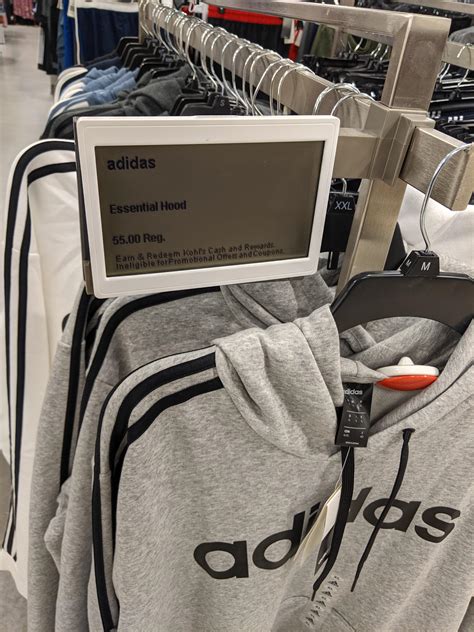 adidas
Essential Hood
55.00 Reg.
Earn & Redeem Kohl's Cash and Rewards.
Ineligible for Promotional Offers and Coupons.
XXL
M
M
adidas
adidas